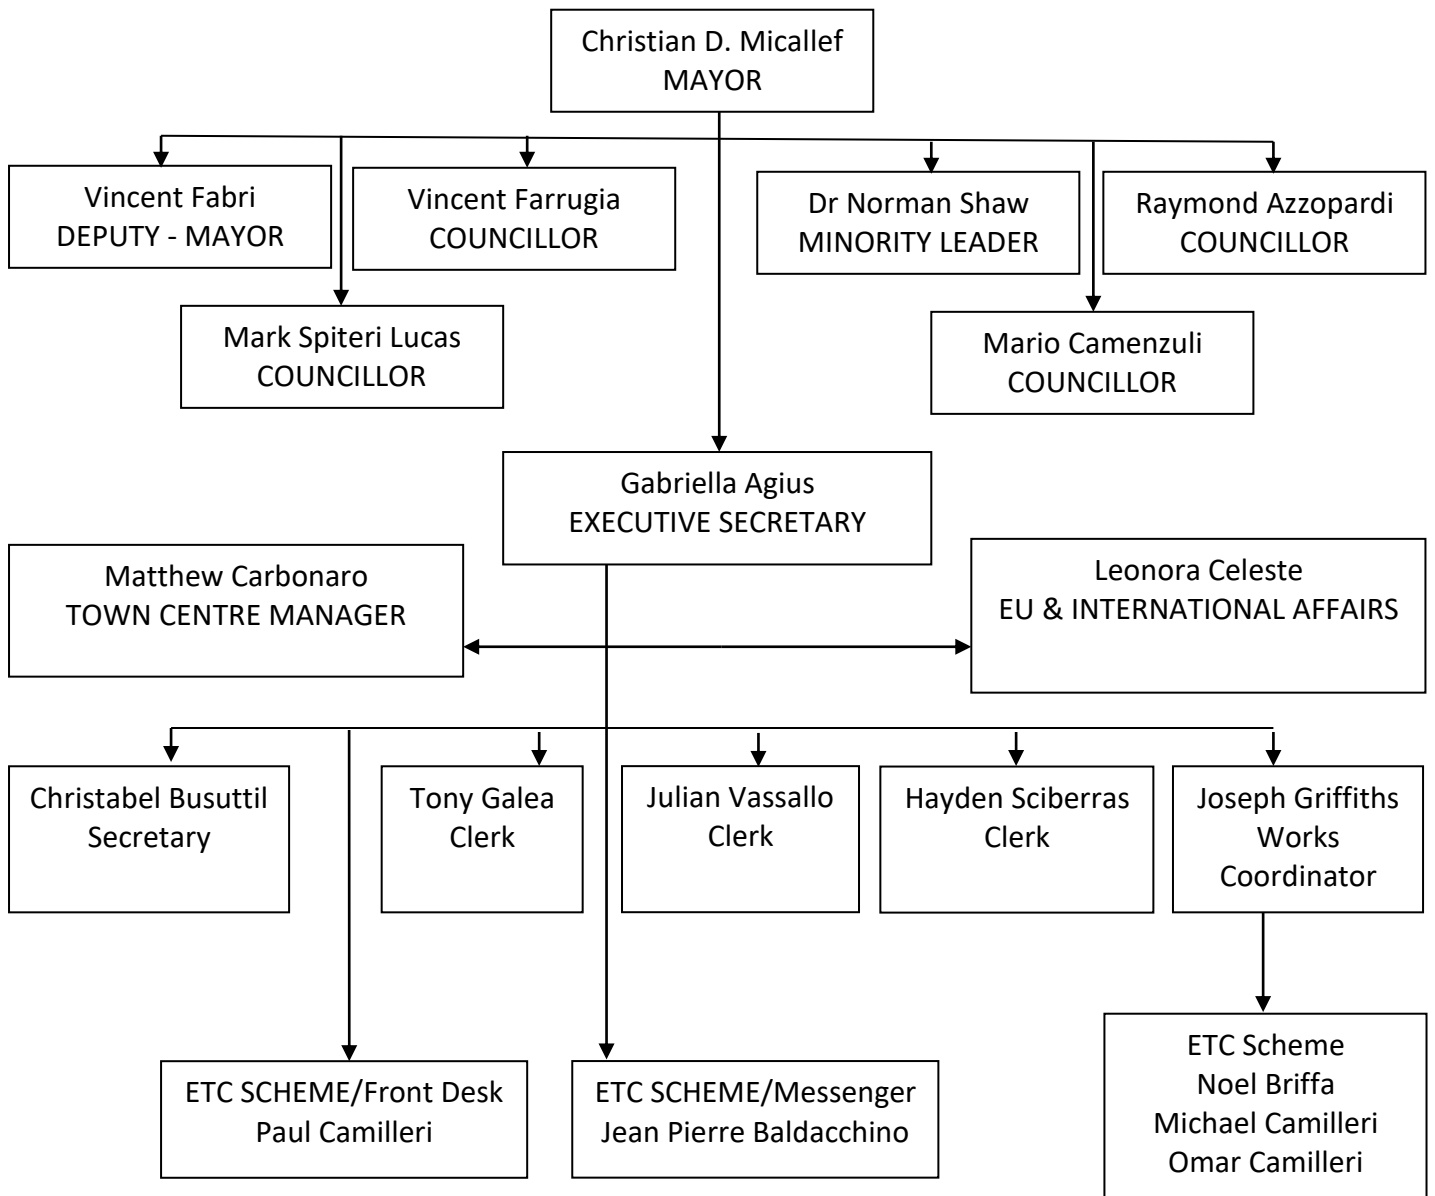 Christian D. Micallef
MAYOR
Vincent Fabri
DEPUTY - MAYOR
Vincent Farrugia
COUNCILLOR
Dr Norman Shaw
MINORITY LEADER
Raymond Azzopardi
COUNCILLOR
Mark Spiteri Lucas
COUNCILLOR
Mario Camenzuli
COUNCILLOR
Gabriella Agius
EXECUTIVE SECRETARY
Matthew Carbonaro
TOWN CENTRE MANAGER
Leonora Celeste
EU & INTERNATIONAL AFFAIRS
Christabel Busuttil
Secretary
Tony Galea
Clerk
Julian Vassallo
Clerk
Hayden Sciberras
Clerk
Joseph Griffiths
Works
Coordinator
ETC SCHEME/Front Desk
Paul Camilleri
ETC SCHEME/Messenger
Jean Pierre Baldacchino
ETC Scheme
Noel Briffa
Michael Camilleri
Omar Camilleri